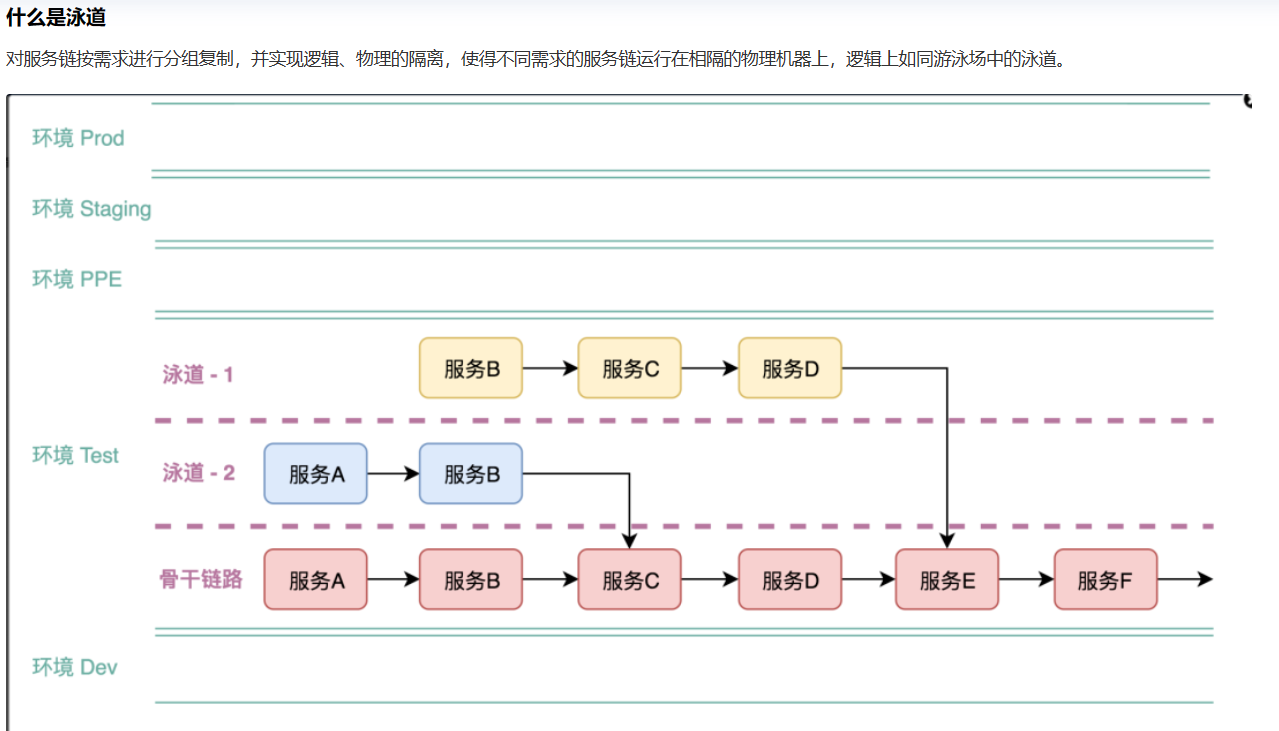 什么是泳道
对服务链按需求进行分组复制，并实现逻辑、物理的隔离，使得不同需求的服务链运行在相隔的物理机器上，逻辑上如同游泳场中的泳道。
环境 Prod
环境 Staging
环境 PPE
泳道 - 1 服务B 服务C 服务D
环境 Test
泳道 - 2 服务A 服务B
骨干链路 服务A 服务B 服务C 服务D 服务E 服务F
环境 Dev